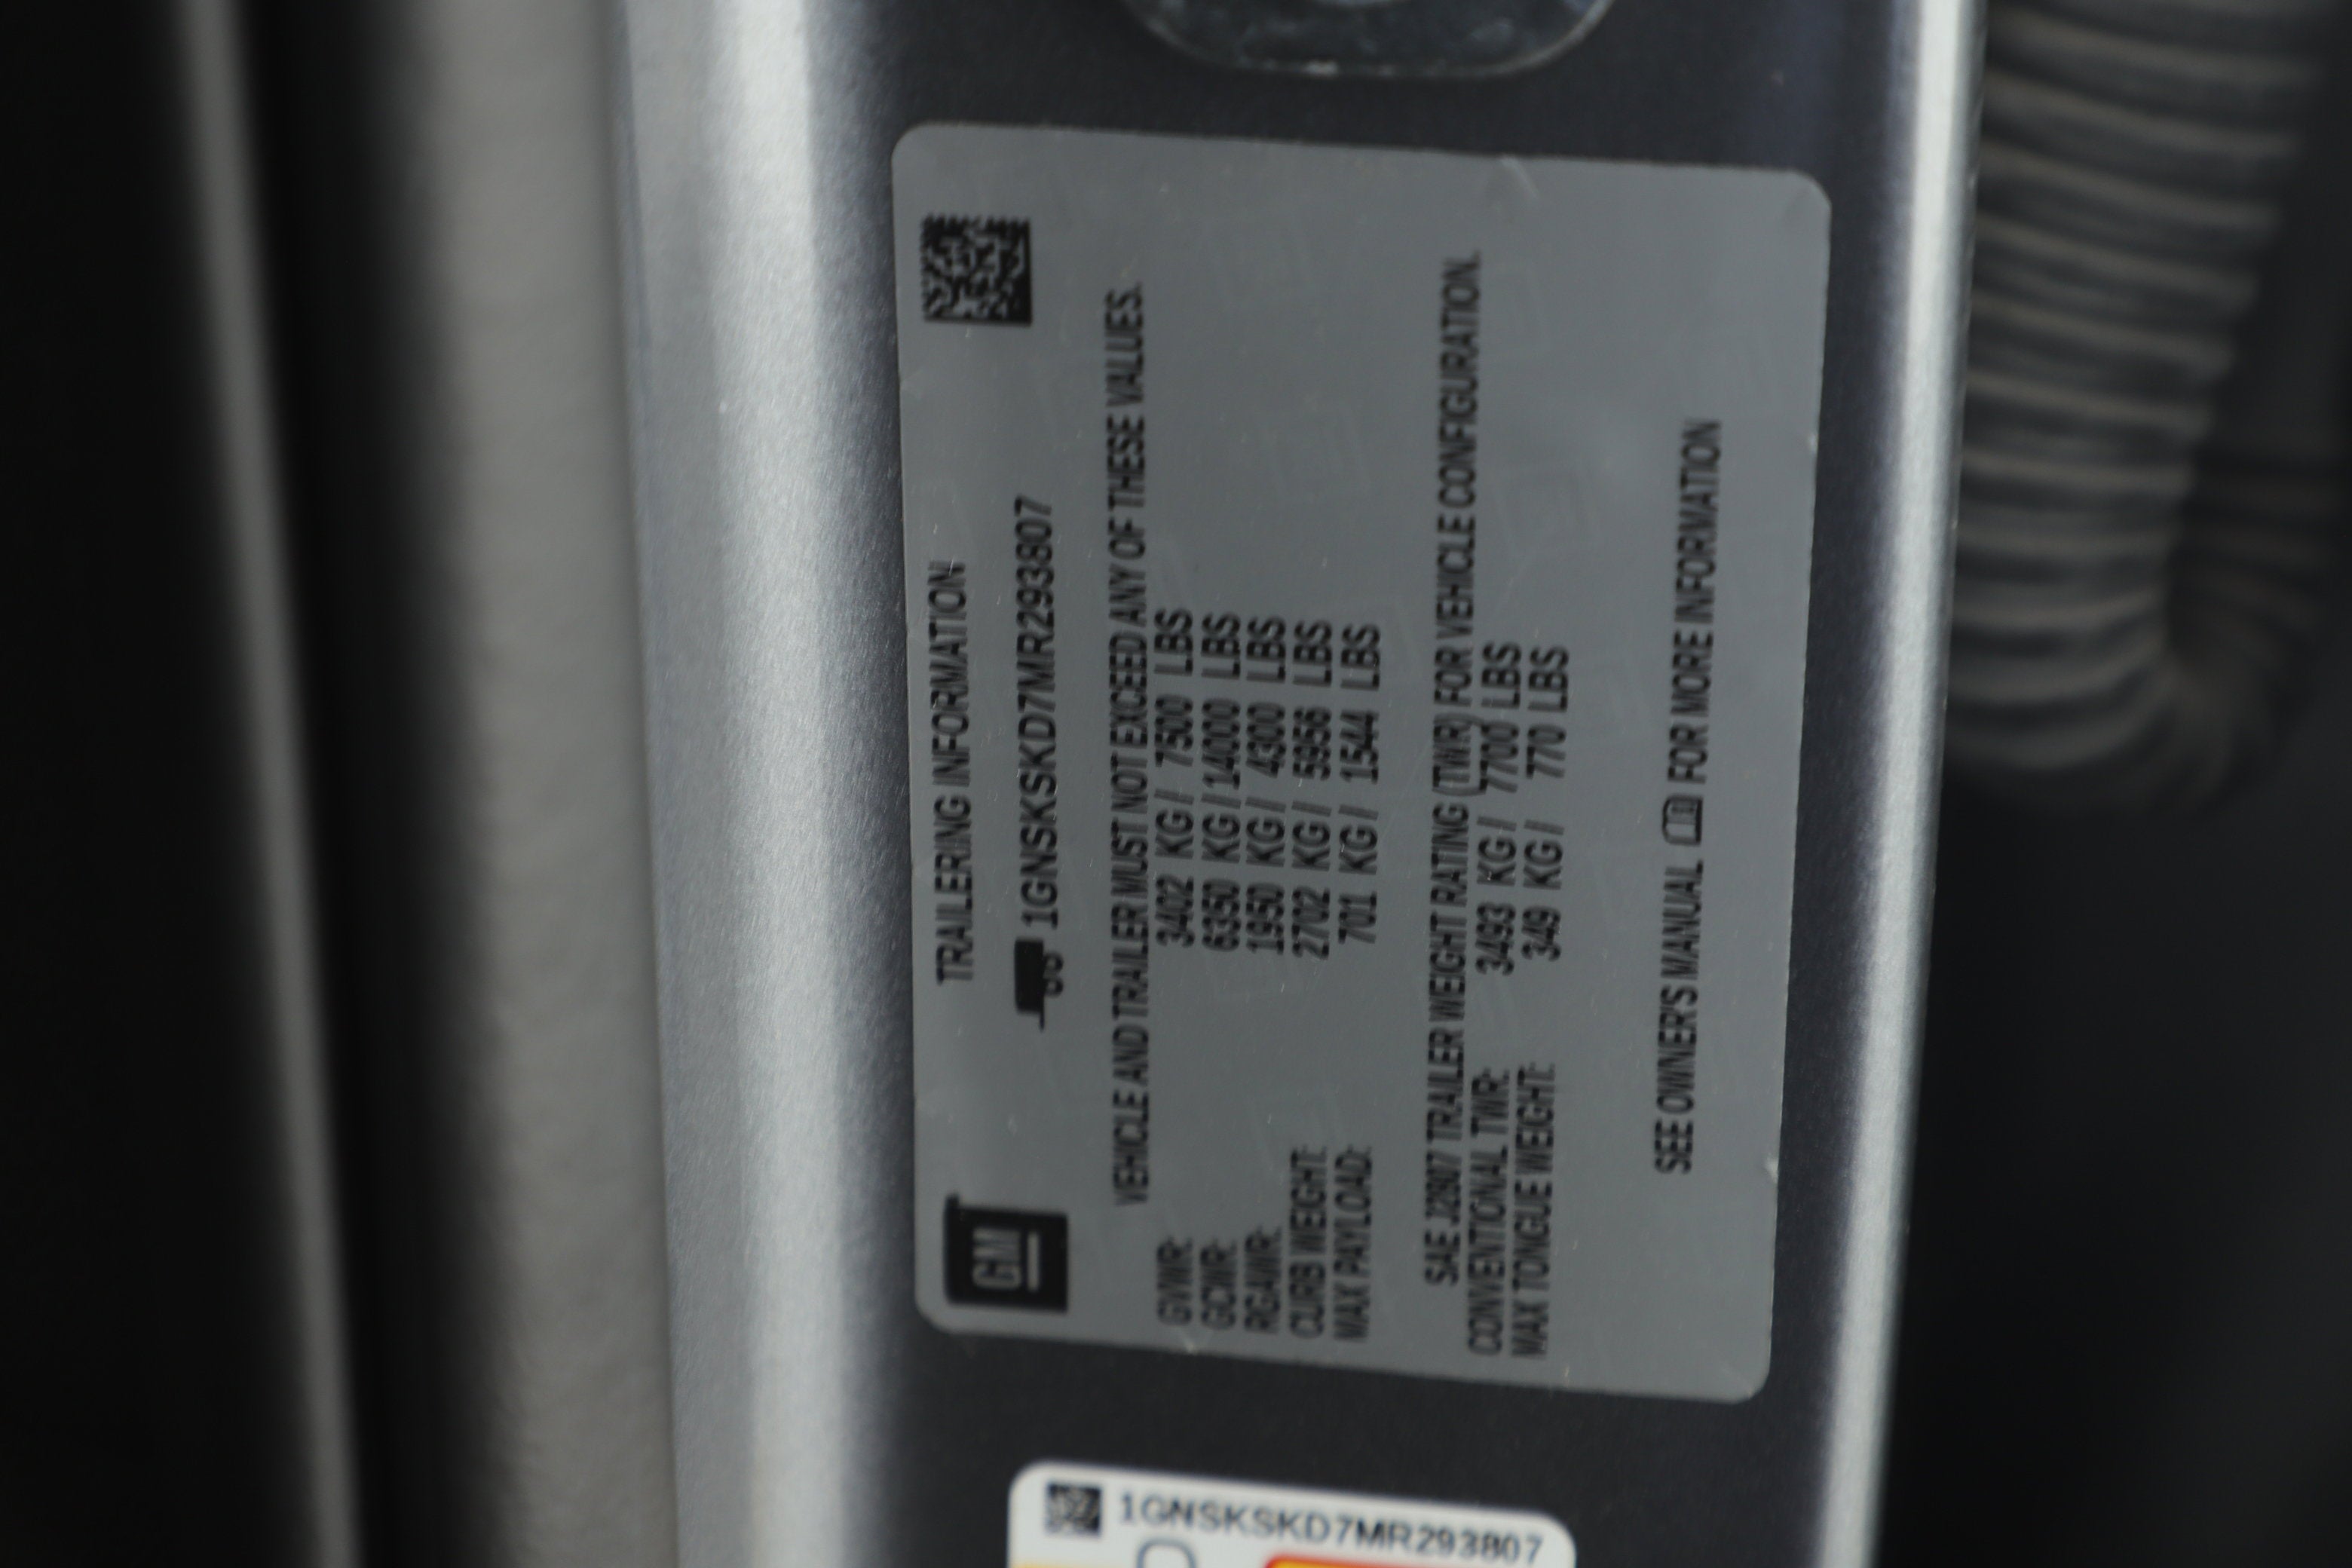 GM
TRAILERING INFORMATION
1GNSKSKD7MR293807
VEHICLE AND TRAILER MUST NOT EXCEED ANY OF THESE VALUES.
GVWR: 3402 KG / 7500 LBS
GCWR: 6350 KG / 14000 LBS
RGAWR: 1950 KG / 4300 LBS
CURB WEIGHT: 2702 KG / 5956 LBS
MAX PAYLOAD: 701 KG / 1544 LBS
SAE J2807 TRAILER WEIGHT RATING (TWR) FOR VEHICLE CONFIGURATION.
CONVENTIONAL TWR: 3493 KG / 7700 LBS
MAX TONGUE WEIGHT: 349 KG / 770 LBS
SEE OWNER'S MANUAL FOR MORE INFORMATION
1GNSKSKD7MR293807